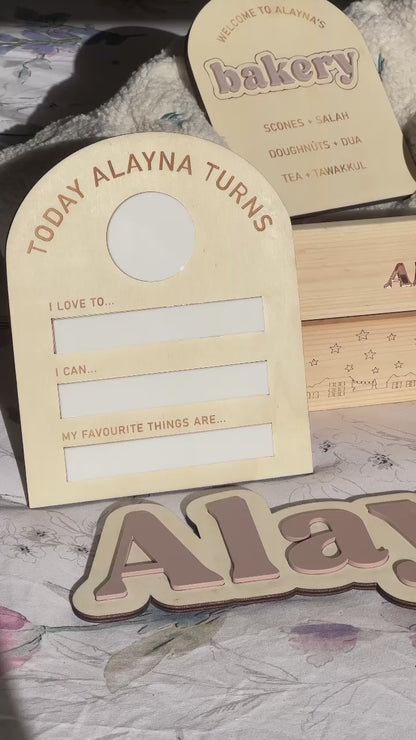 WELCOME TO ALAYNA'S
bakery
SCONES + SALAH
DOUGHNUTS + DUA
TEA + TAWAKKUL
TODAY ALAYNA TURNS
I LOVE TO...
I CAN...
MY FAVOURITE THINGS ARE...